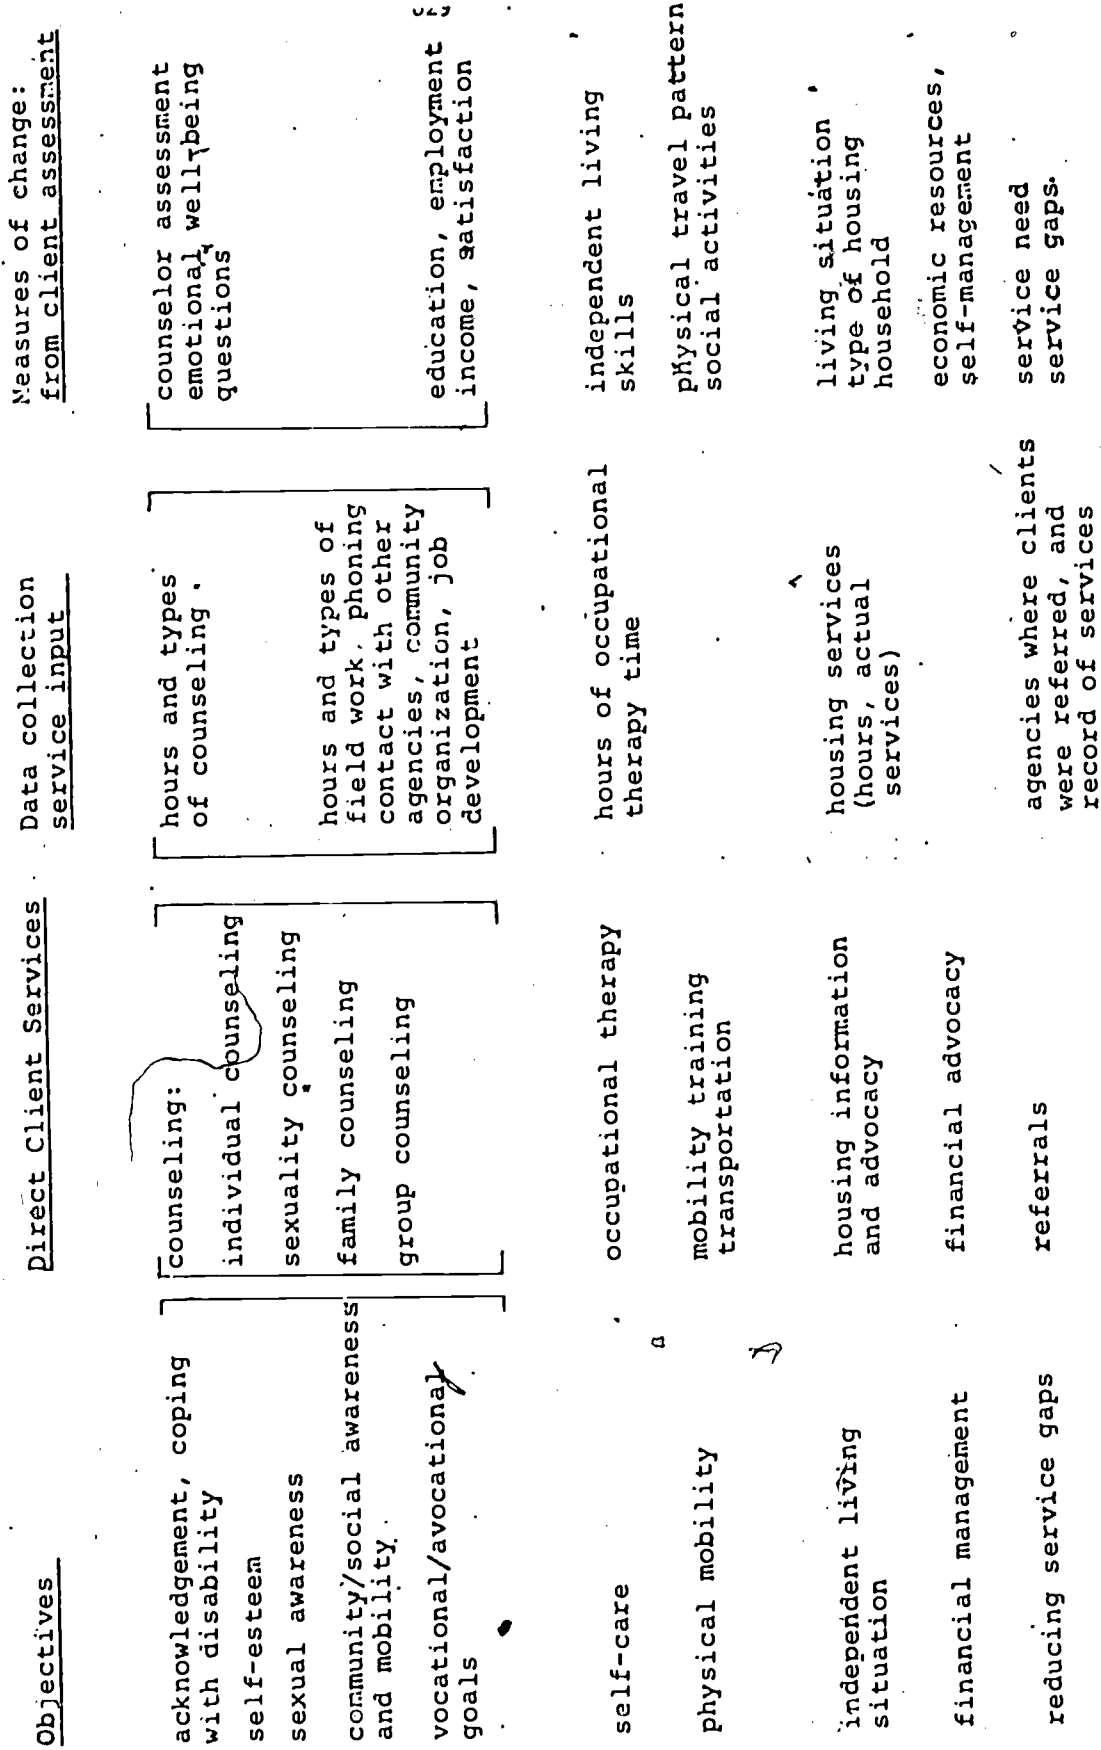 Objectives
acknowledgement, coping
with disability
self-esteem
sexual awareness
community/social awareness
and mobility
vocational/avocational
goals
self-care
physical mobility
independent living
situation
financial management
reducing service gaps
Direct Client Services
counseling:
individual counseling
sexuality counseling
family counseling
group counseling
occupational therapy
mobility training
transportation
housing information
and advocacy
financial advocacy
referrals
Data collection
service input
hours and types
of counseling
hours and types of
field work, phoning
contact with other
agencies, community
organization, job
development
hours of occupational
therapy time
housing services
(hours, actual
services)
agencies where clients
were referred, and
record of services
Measures of change:
from client assessment
counselor assessment
emotional well-being
questions
education, employment
income, satisfaction
independent living
skills
physical travel pattern
social activities
living situation
type of housing
household
economic resources,
self-management
service need
service gaps.